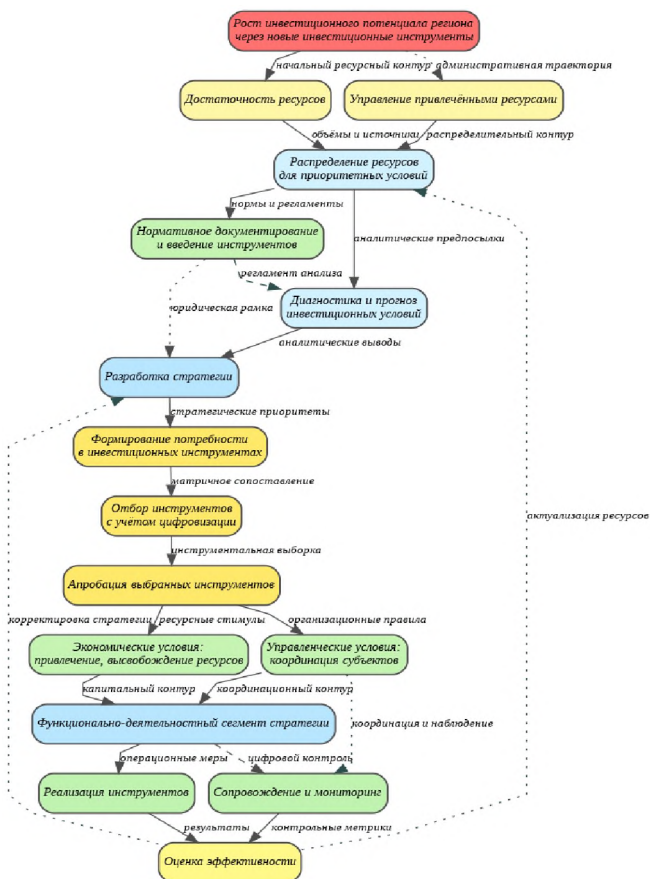 Рост инвестиционного потенциала региона
через новые инвестиционные инструменты
начальный ресурсный контур
административная траектория
Достаточность ресурсов
Управление привлечёнными ресурсами
объёмы и источники
распределительный контур
Распределение ресурсов
для приоритетных условий
нормы и регламенты
Нормативное документирование
и введение инструментов
аналитические предпосылки
регламент анализа
юридическая рамка
Диагностика и прогноз
инвестиционных условий
аналитические выводы
Разработка стратегии
стратегические приоритеты
Формирование потребности
в инвестиционных инструментах
матричное сопоставление
Отбор инструментов
с учётом цифровизации
актуализация ресурсов
инструментальная выборка
Апробация выбранных инструментов
корректировка стратегии
ресурсные стимулы
организационные правила
Экономические условия:
привлечение, высвобождение ресурсов
Управленческие условия:
координация субъектов
капитальный контур
координационный контур
Функционально-деятельностный сегмент стратегии
координация и наблюдение
операционные меры
цифровой контроль
Реализация инструментов
Сопровождение и мониторинг
результаты
контрольные метрики
Оценка эффективности